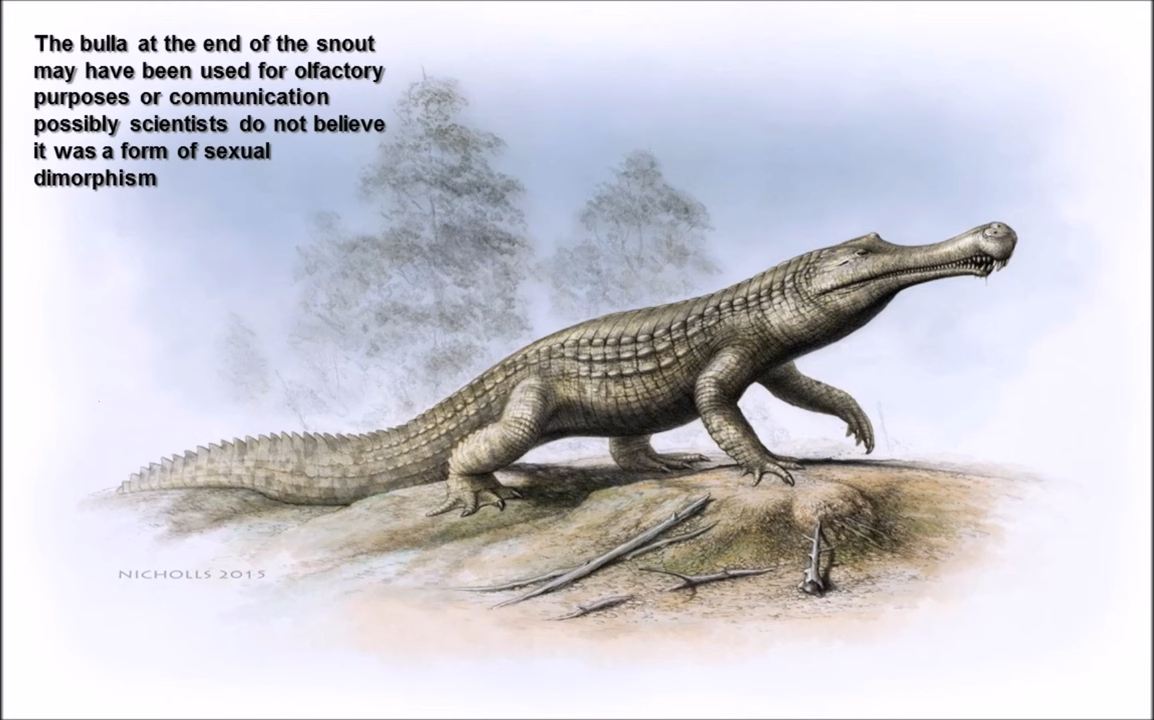 The bulla at the end of the snout
may have been used for olfactory
purposes or communication
possibly scientists do not believe
it was a form of sexual
dimorphism
NICHOLLS 2015